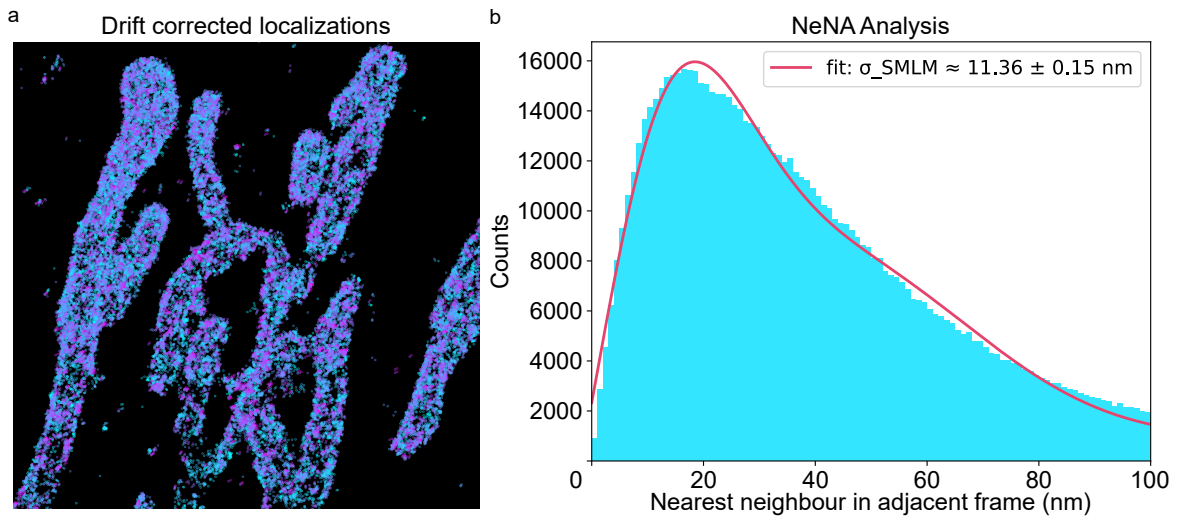 a
Drift corrected localizations
b
NeNA Analysis
fit: σ_SMLM ≈ 11.36 ± 0.15 nm
Counts
16000
14000
12000
10000
8000
6000
4000
2000
0
20
40
60
80
100
Nearest neighbour in adjacent frame (nm)